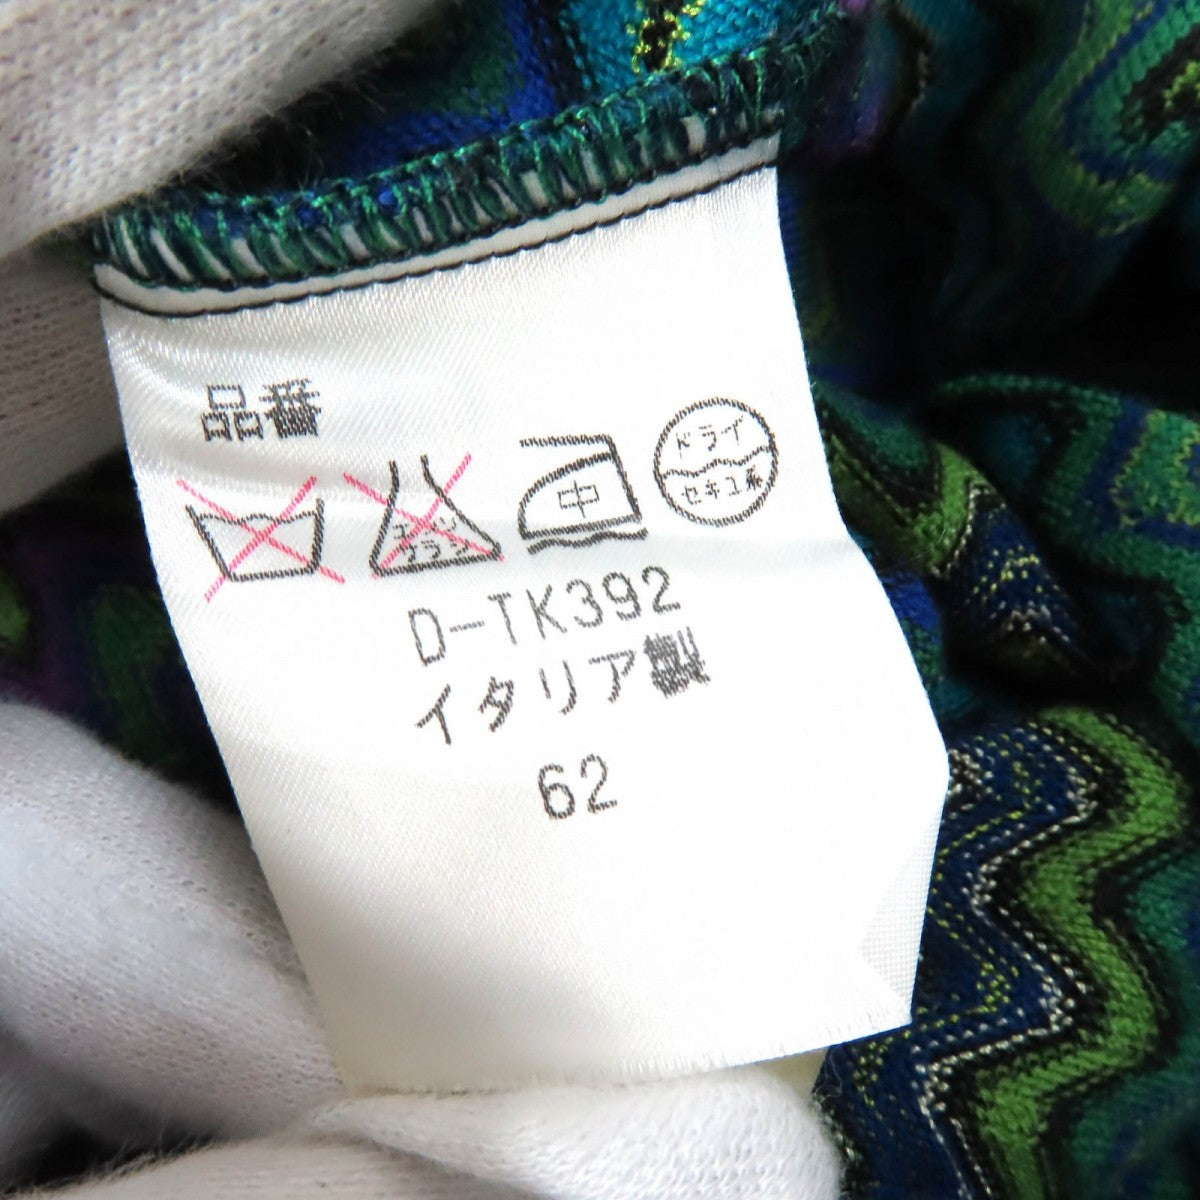 品番
エンソ
カラシ
中
ドライ
セキユ系
D-TK392
イタリア製
62